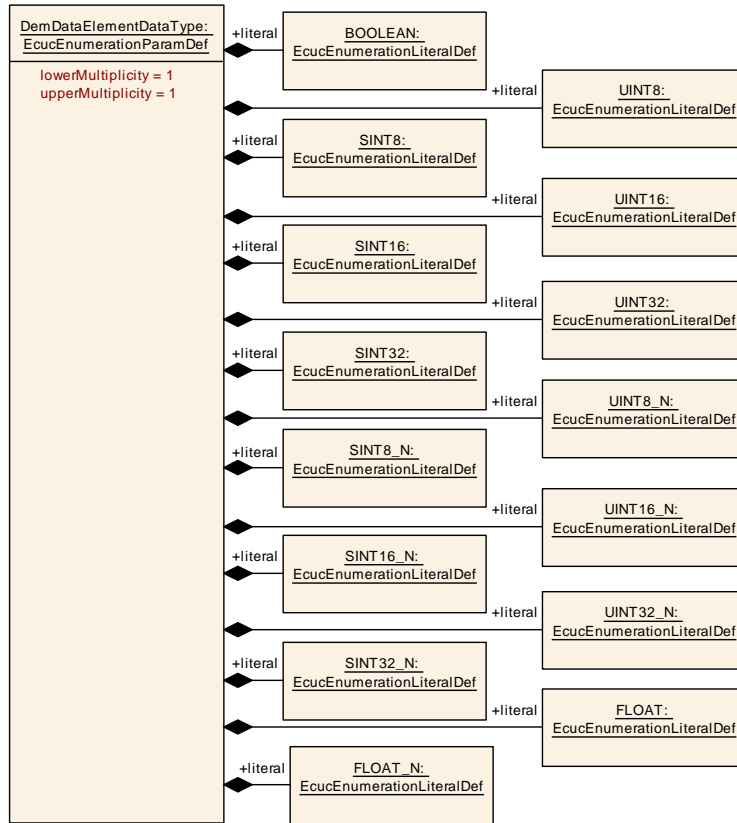 DemDataElementDataType:
EcucEnumerationParamDef
lowerMultiplicity = 1
upperMultiplicity = 1
+literal
BOOLEAN:
EcucEnumerationLiteralDef
+literal
UINT8:
EcucEnumerationLiteralDef
+literal
SINT8:
EcucEnumerationLiteralDef
+literal
UINT16:
EcucEnumerationLiteralDef
+literal
SINT16:
EcucEnumerationLiteralDef
+literal
UINT32:
EcucEnumerationLiteralDef
+literal
SINT32:
EcucEnumerationLiteralDef
+literal
UINT8_N:
EcucEnumerationLiteralDef
+literal
SINT8_N:
EcucEnumerationLiteralDef
+literal
UINT16_N:
EcucEnumerationLiteralDef
+literal
SINT16_N:
EcucEnumerationLiteralDef
+literal
UINT32_N:
EcucEnumerationLiteralDef
+literal
SINT32_N:
EcucEnumerationLiteralDef
+literal
FLOAT:
EcucEnumerationLiteralDef
+literal
FLOAT_N:
EcucEnumerationLiteralDef